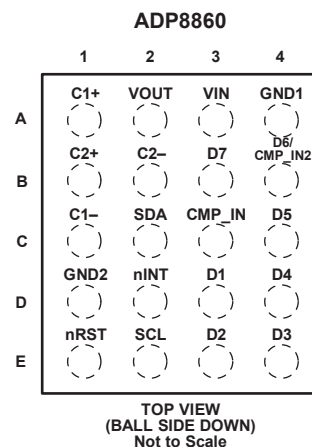 ADP8860
1 2 3 4
C1+ VOUT VIN GND1
A
C2+ C2– D7 D6/
CMP_IN2
B
C1– SDA CMP_IN D5
C
GND2 nINT D1 D4
D
nRST SCL D2 D3
E
TOP VIEW
(BALL SIDE DOWN)
Not to Scale